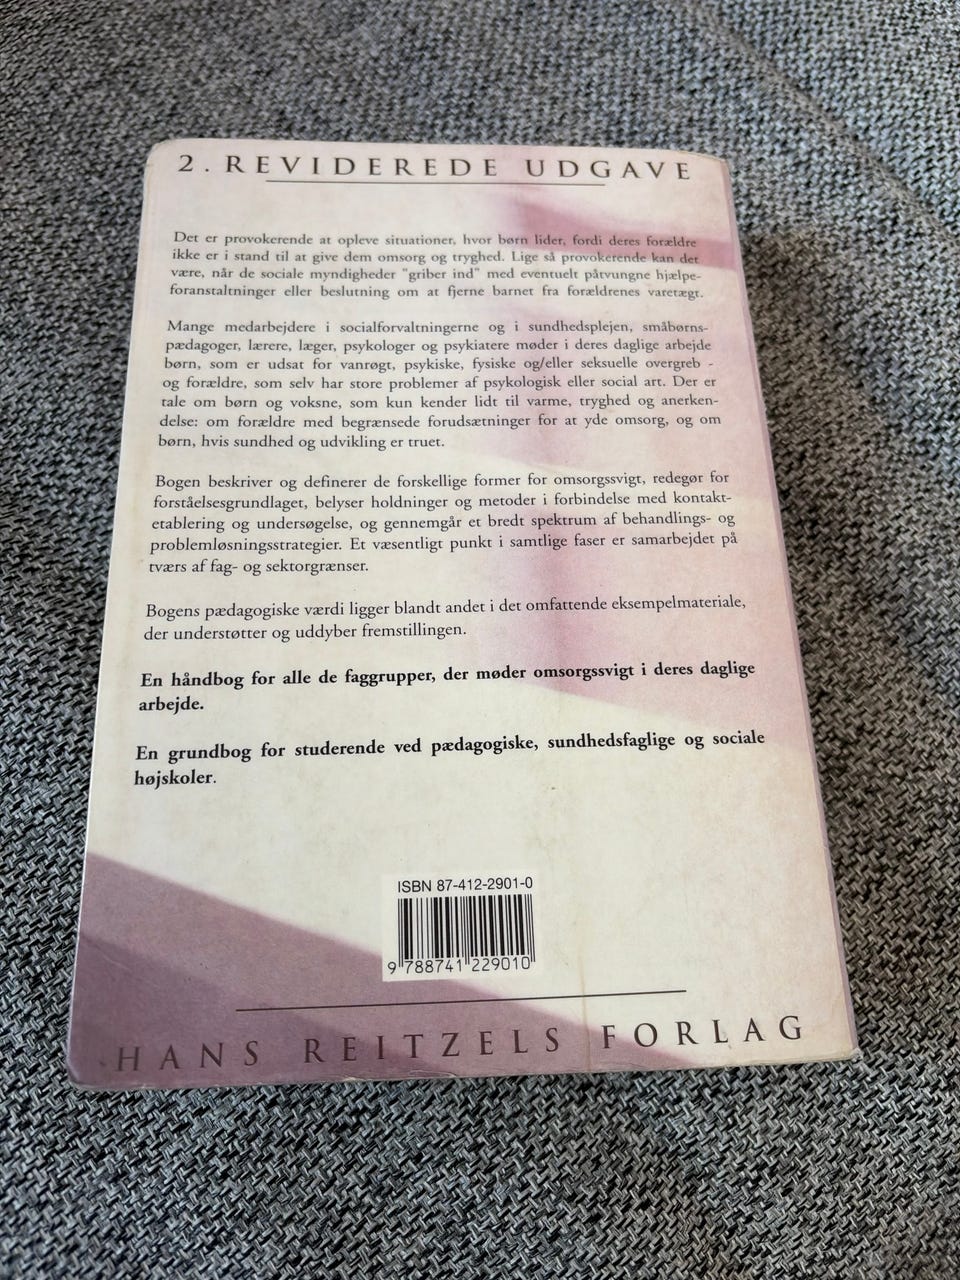 2. REVIDEREDE UDGAVE
Det er provokerende at opleve situationer, hvor børn lider, fordi deres forældre
ikke er i stand til at give dem omsorg og tryghed. Lige så provokerende kan det
være, når de sociale myndigheder "griber ind" med eventuelt påtvungne hjælpe-
foranstaltninger eller beslutning om at fjerne barnet fra forældrenes varetægt.
Mange medarbejdere i socialforvaltningerne og i sundhedsplejen, småbørns-
pædagoger, lærere, læger, psykologer og psykiatere møder i deres daglige arbejde
børn, som er udsat for vanrøgt, psykiske, fysiske og/eller seksuelle overgreb -
og forældre, som selv har store problemer af psykologisk eller social art. Der er
tale om børn og voksne, som kun kender lidt til varme, tryghed og anerken-
delse: om forældre med begrænsede forudsætninger for at yde omsorg, og om
børn, hvis sundhed og udvikling er truet.
Bogen beskriver og definerer de forskellige former for omsorgssvigt, redegør for
forståelsesgrundlaget, belyser holdninger og metoder i forbindelse med kontakt-
etablering og undersøgelse, og gennemgår et bredt spektrum af behandlings- og
problemløsningsstrategier. Et væsentligt punkt i samtlige faser er samarbejdet på
tværs af fag- og sektorgrænser.
Bogens pædagogiske værdi ligger blandt andet i det omfattende eksempelmateriale,
der understøtter og uddyber fremstillingen.
En håndbog for alle de faggrupper, der møder omsorgssvigt i deres daglige
arbejde.
En grundbog for studerende ved pædagogiske, sundhedsfaglige og sociale
højskoler.
ISBN 87-412-2901-0
9 788741 229010
HANS REITZELS FORLAG